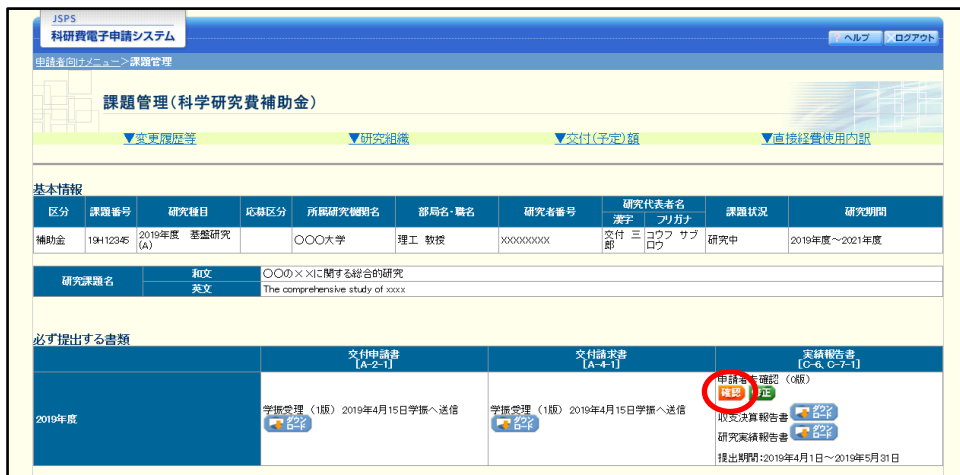 JSPS
科研費電子申請システム
ヘルプ ログアウト
申請者向けメニュー>課題管理
課題管理(科学研究費補助金)
▼変更履歴等 ▼研究組織 ▼交付(予定)額 ▼直接経費使用内訳
基本情報
区分 課題番号 研究種目 応募区分 所属研究機関名 部局名・職名 研究者番号 研究代表者名 課題状況 研究期間
漢字 フリガナ
補助金 19H12345 2019年度 基盤研究(A) 〇〇〇大学 理工 教授 XXXXXXXX 交付 三郎 コウフ サブロウ 研究中 2019年度~2021年度
研究課題名 和文 〇〇の××に関する総合的研究
英文 The comprehensive study of xxxx
必ず提出する書類
交付申請書 交付請求書 実績報告書
[A-2-1] [A-4-1] [C-6, C-7-1]
2019年度 学振受理 (1版) 2019年4月15日学振へ送信 学振受理 (1版) 2019年4月15日学振へ送信 申請者未確認 (0版)
ダウンロード ダウンロード 確認 修正
収支決算報告書 ダウンロード
研究実績報告書 ダウンロード
提出期間:2019年4月1日~2019年5月31日